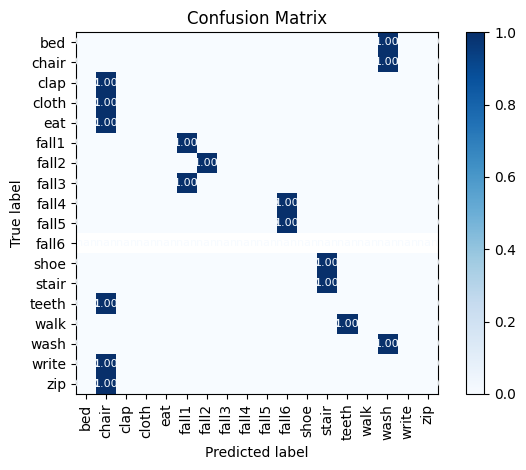 Confusion Matrix
bed 1.00
chair 1.00
clap 1.00
cloth 1.00
eat 1.00
fall1 1.00
fall2 1.00
fall3 1.00
fall4 1.00
fall5 1.00
fall6
shoe 1.00
stair 1.00
teeth 1.00
walk 1.00
wash 1.00
write 1.00
zip 1.00
True label
bed chair clap cloth eat fall1 fall2 fall3 fall4 fall5 fall6 shoe stair teeth walk wash write zip
Predicted label
1.0
0.8
0.6
0.4
0.2
0.0